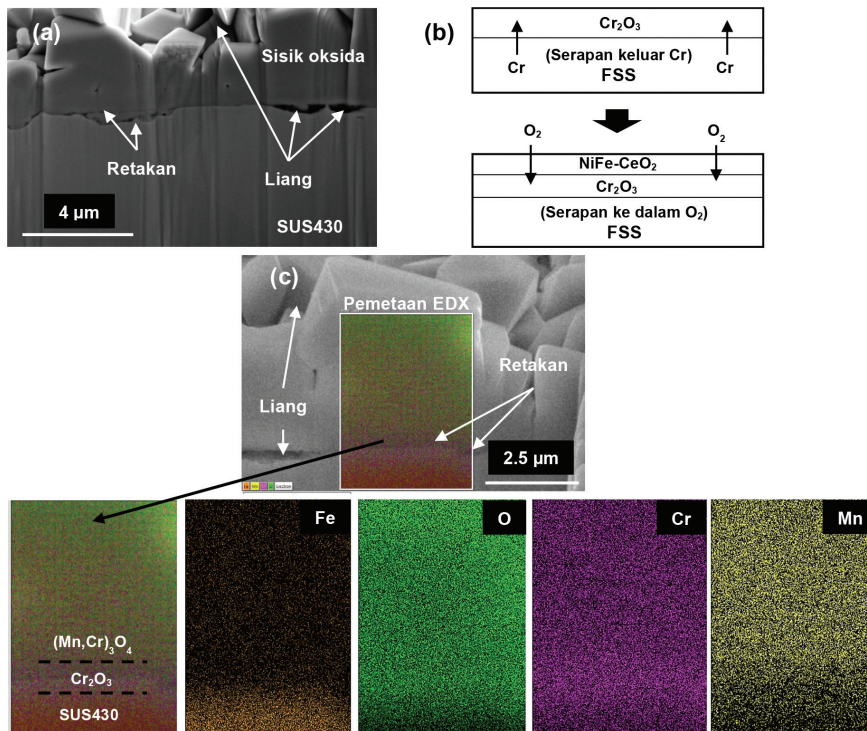 (a)
Sisik oksida
Retakan
Liang
4 µm
SUS430
(b)
Cr₂O₃
(Serapan keluar Cr)
Cr
FSS
Cr
O₂
O₂
NiFe-CeO₂
Cr₂O₃
(Serapan ke dalam O₂)
FSS
(c)
Pemetaan EDX
Retakan
Liang
2.5 µm
Fe
O
Cr
Mn
(Mn,Cr)₃O₄
Cr₂O₃
SUS430